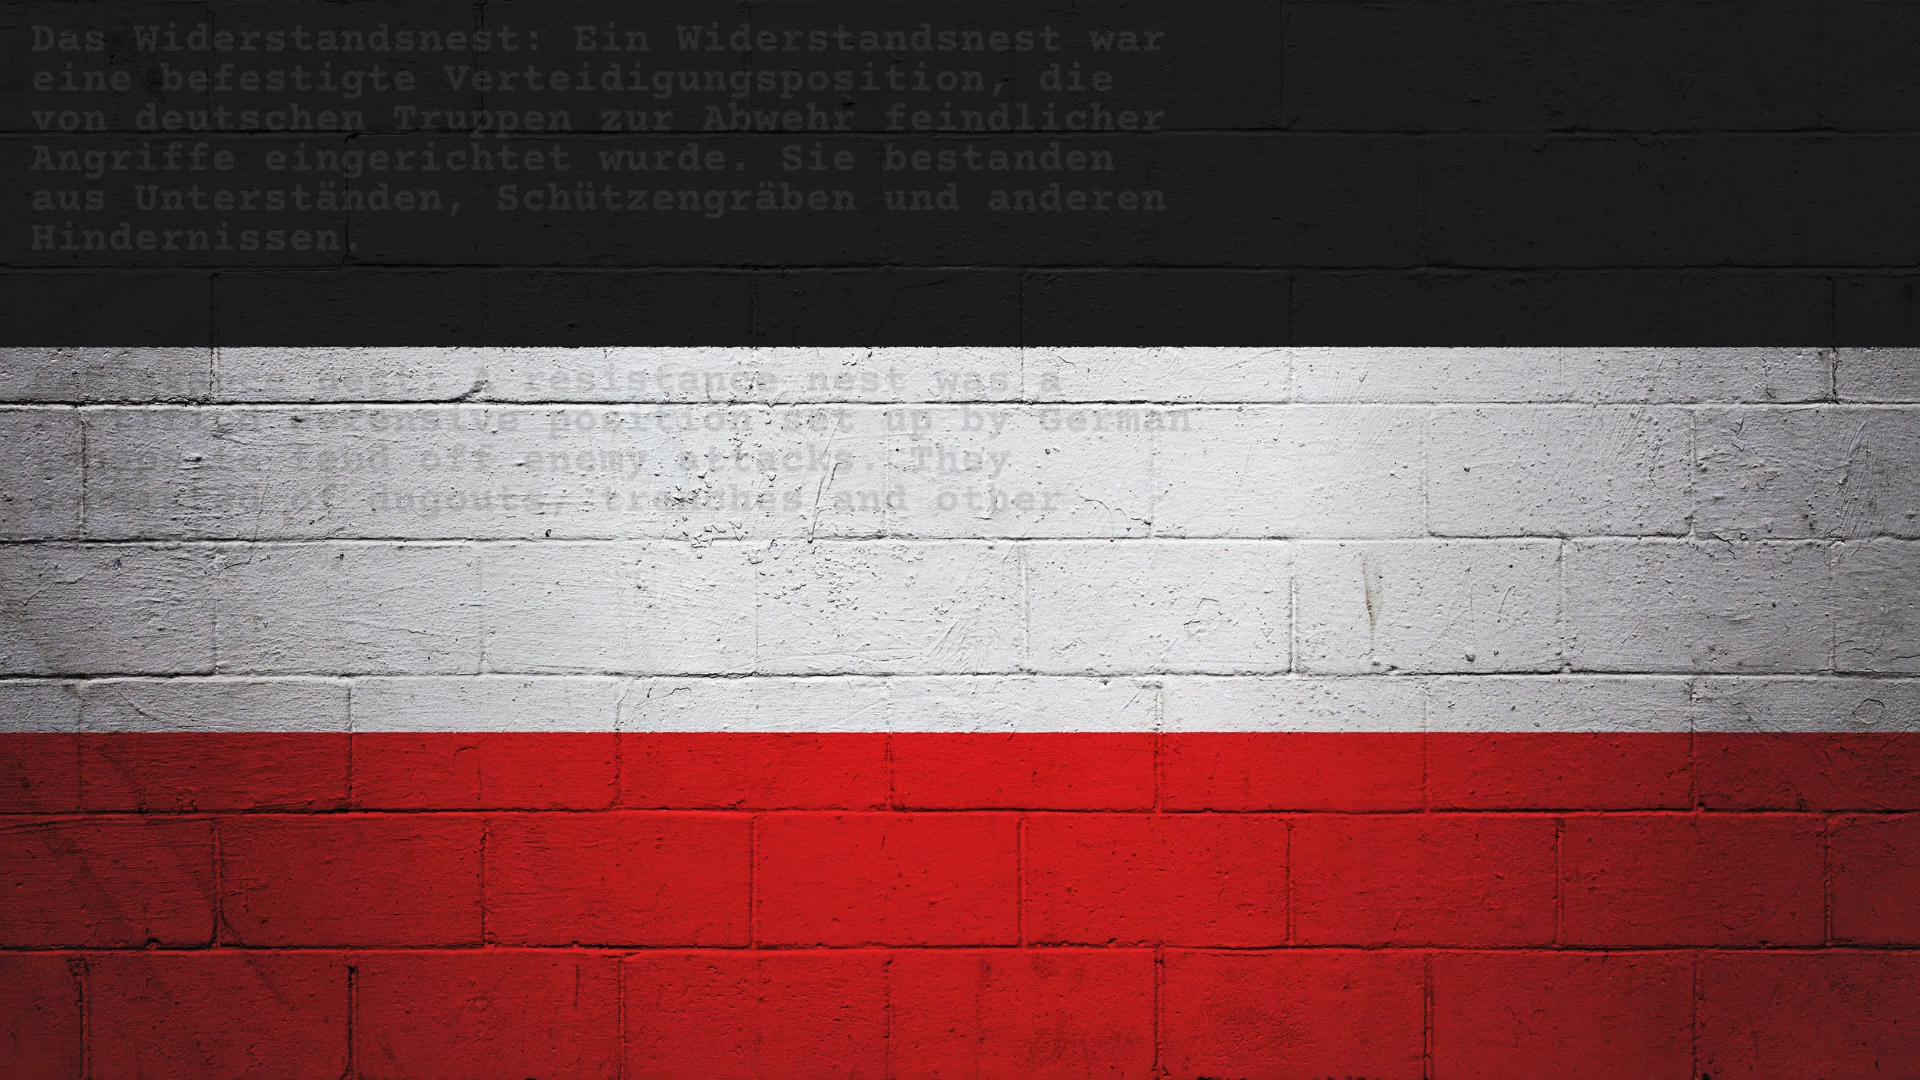 Das Widerstandsnest: Ein Widerstandsnest war
eine befestigte Verteidigungsposition, die
von deutschen Truppen zur Abwehr feindlicher
Angriffe eingerichtet wurde. Sie bestanden
aus Unterständen, Schützengräben und anderen
Hindernissen.
nest: A resistance nest was a
defensive position set up by German
fend off enemy attacks. They
of dugouts, trenches and other